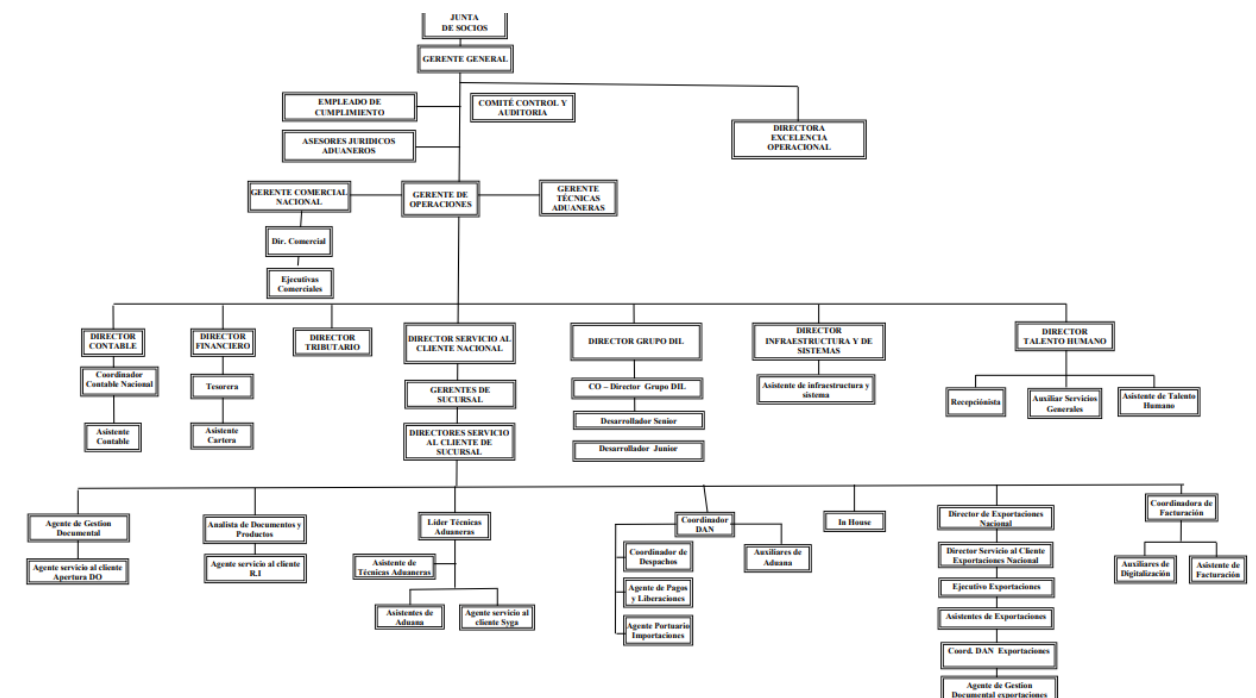 JUNTA
DE SOCIOS
GERENTE GENERAL
EMPLEADO DE
CUMPLIMIENTO
COMITÉ CONTROL Y
AUDITORIA
DIRECTORA
EXCELENCIA
OPERACIONAL
ASESORES JURIDICOS
ADUANEROS
GERENTE COMERCIAL
NACIONAL
GERENTE DE
OPERACIONES
GERENTE
TÉCNICAS
ADUANERAS
Dir. Comercial
Ejecutivas
Comerciales
DIRECTOR
CONTABLE
DIRECTOR
FINANCIERO
DIRECTOR
TRIBUTARIO
DIRECTOR SERVICIO AL
CLIENTE NACIONAL
DIRECTOR GRUPO DIL
DIRECTOR
INFRAESTRUCTURA Y DE
SISTEMAS
DIRECTOR
TALENTO HUMANO
Coordinador
Contable Nacional
Tesorera
GERENTES DE
SUCURSAL
CO – Director Grupo DIL
Asistente de infraestructura y
sistema
Recepciónista
Auxiliar Servicios
Generales
Asistente de Talento
Humano
Asistente
Contable
Asistente
Cartera
DIRECTORES SERVICIO
AL CLIENTE DE
SUCURSAL
Desarrollador Senior
Desarrollador Junior
Agente de Gestion
Documental
Analista de Documentos y
Productos
Líder Técnicas
Aduaneras
Coordinador
DAN
In House
Director de Exportaciones
Nacional
Coordinadora de
Facturación
Agente servicio al cliente
Apertura DO
Agente servicio al cliente
R.I
Asistente de
Técnicas Aduaneras
Coordinador de
Despachos
Auxiliares de
Aduana
Director Servicio al Cliente
Exportaciones Nacional
Auxiliares de
Digitalización
Asistente de
Facturación
Asistentes de
Aduana
Agente servicio al
cliente Syga
Agente de Pagos
y Liberaciones
Ejecutivo Exportaciones
Agente Portuario
Importaciones
Asistentes de Exportaciones
Coord. DAN Exportaciones
Agente de Gestion
Documental exportaciones